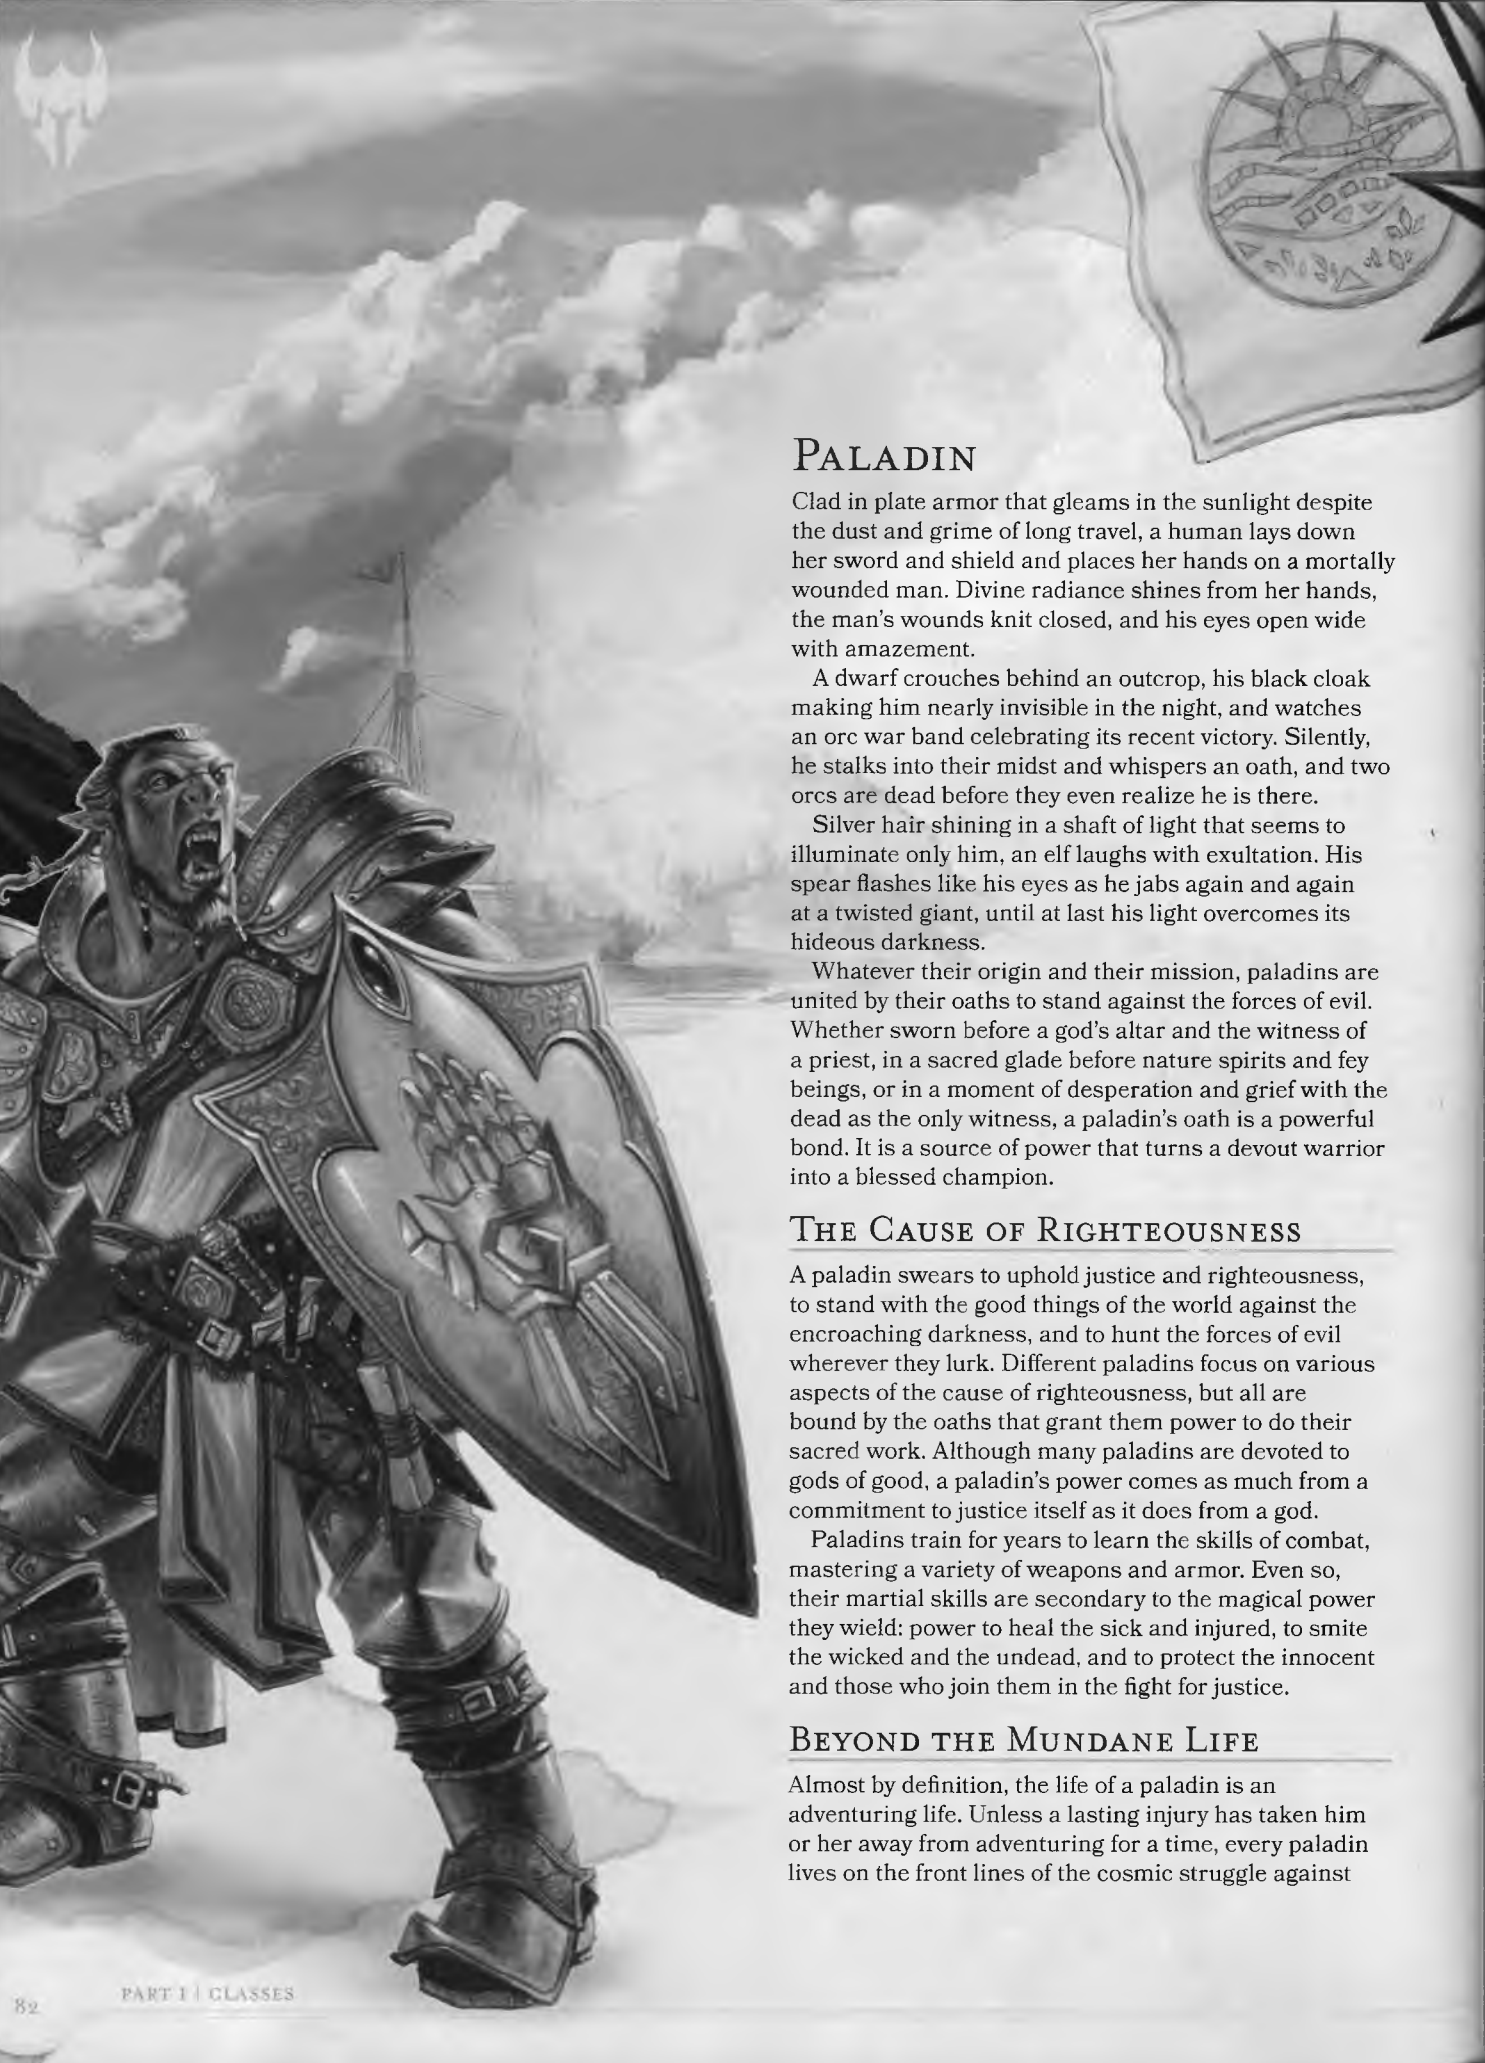 PALADIN
Clad in plate armor that gleams in the sunlight despite
the dust and grime of long travel, a human lays down
her sword and shield and places her hands on a mortally
wounded man. Divine radiance shines from her hands,
the man's wounds knit closed, and his eyes open wide
with amazement.
A dwarf crouches behind an outcrop, his black cloak
making him nearly invisible in the night, and watches
an orc war band celebrating its recent victory. Silently,
he stalks into their midst and whispers an oath, and two
orcs are dead before they even realize he is there.
Silver hair shining in a shaft of light that seems to
illuminate only him, an elf laughs with exultation. His
spear flashes like his eyes as he jabs again and again
at a twisted giant, until at last his light overcomes its
hideous darkness.
Whatever their origin and their mission, paladins are
united by their oaths to stand against the forces of evil.
Whether sworn before a god's altar and the witness of
a priest, in a sacred glade before nature spirits and fey
beings, or in a moment of desperation and grief with the
dead as the only witness, a paladin's oath is a powerful
bond. It is a source of power that turns a devout warrior
into a blessed champion.
THE CAUSE OF RIGHTEOUSNESS
A paladin swears to uphold justice and righteousness,
to stand with the good things of the world against the
encroaching darkness, and to hunt the forces of evil
wherever they lurk. Different paladins focus on various
aspects of the cause of righteousness, but all are
bound by the oaths that grant them power to do their
sacred work. Although many paladins are devoted to
gods of good, a paladin's power comes as much from a
commitment to justice itself as it does from a god.
Paladins train for years to learn the skills of combat,
mastering a variety of weapons and armor. Even so,
their martial skills are secondary to the magical power
they wield: power to heal the sick and injured, to smite
the wicked and the undead, and to protect the innocent
and those who join them in the fight for justice.
BEYOND THE MUNDANE LIFE
Almost by definition, the life of a paladin is an
adventuring life. Unless a lasting injury has taken him
or her away from adventuring for a time, every paladin
lives on the front lines of the cosmic struggle against
82
PART I | CLASSES